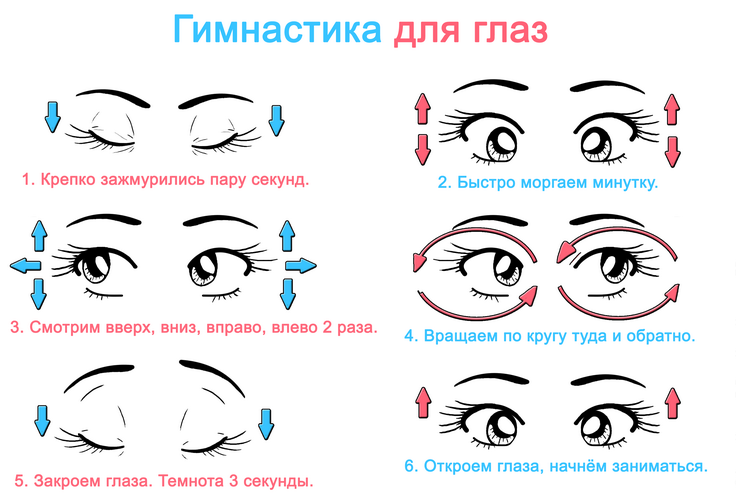 Гимнастика для глаз
1. Крепко зажмурились пару секунд.
2. Быстро моргаем минутку.
3. Смотрим вверх, вниз, вправо, влево 2 раза.
4. Вращаем по кругу туда и обратно.
5. Закроем глаза. Темнота 3 секунды.
6. Откроем глаза, начнём заниматься.